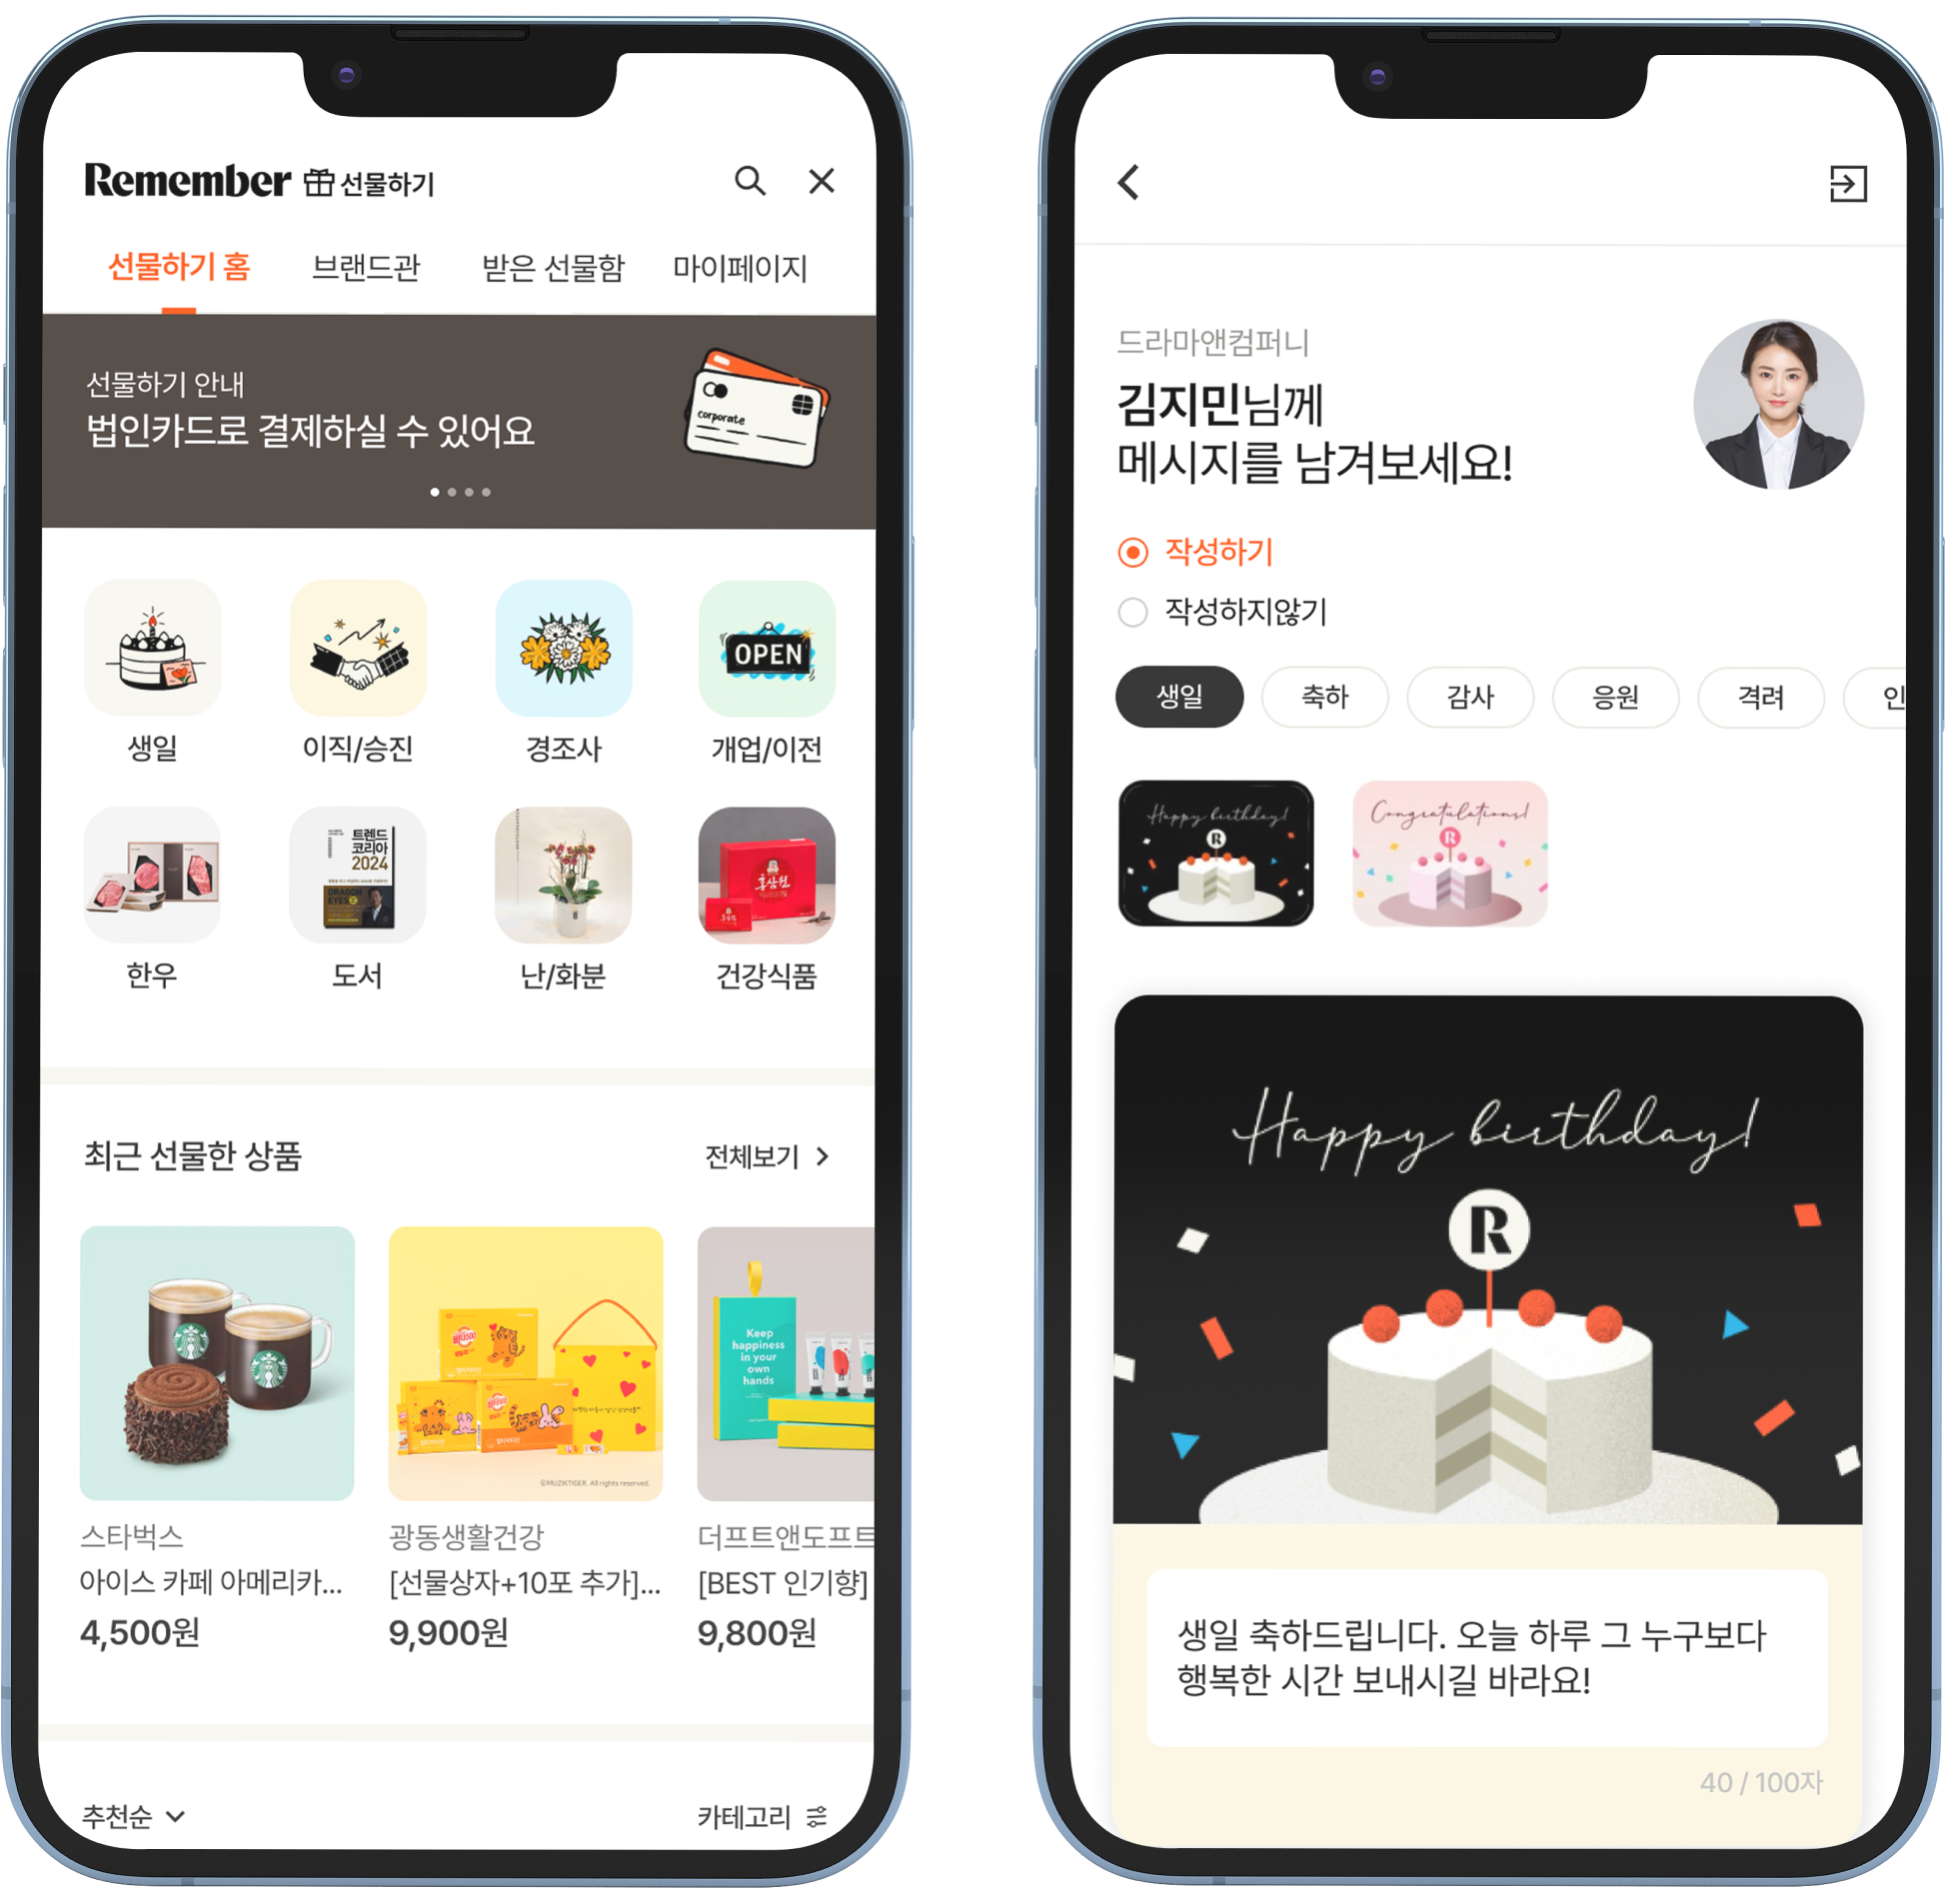 Remember 선물하기
선물하기 홈 브랜드관 받은 선물함 마이페이지
선물하기 안내
법인카드로 결제하실 수 있어요
corporate
OPEN
생일 이직/승진 경조사 개업/이전
트렌드
코리아
2024
DRAGON
EYES
홍삼원
한우 도서 난/화분 건강식품
최근 선물한 상품 전체보기
Keep
happiness
in your
own
hands
©MUZIKTIGER. All rights reserved.
스타벅스 광동생활건강 더프트앤도프트
아이스 카페 아메리카... [선물상자+10포 추가]... [BEST 인기향]
4,500원 9,900원 9,800원
추천순 카테고리
드라마앤컴퍼니
김지민님께
메시지를 남겨보세요!
작성하기
작성하지않기
생일 축하 감사 응원 격려 인
Happy birthday!
R
Congratulations!
R
Happy birthday!
R
생일 축하드립니다. 오늘 하루 그 누구보다
행복한 시간 보내시길 바라요!
40 / 100자